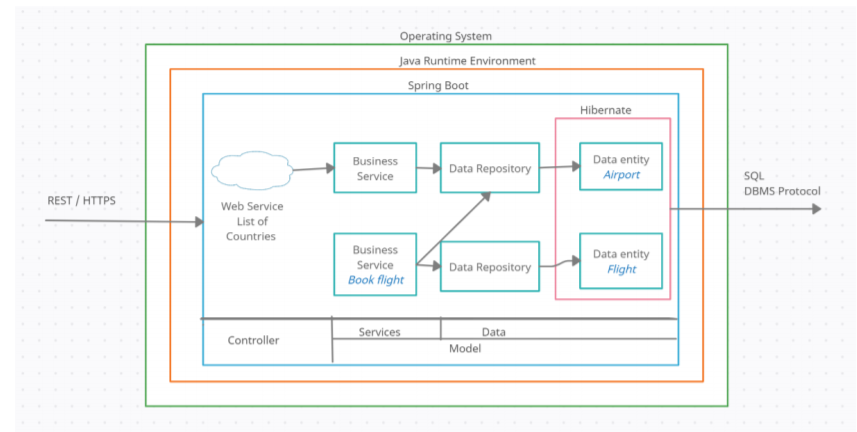 Operating System
Java Runtime Environment
Spring Boot
Hibernate
Business
Service
Data Repository
Data entity
Airport
SQL
DBMS Protocol
REST / HTTPS
Web Service
List of
Countries
Business
Service
Book flight
Data Repository
Data entity
Flight
Controller
Services
Data
Model